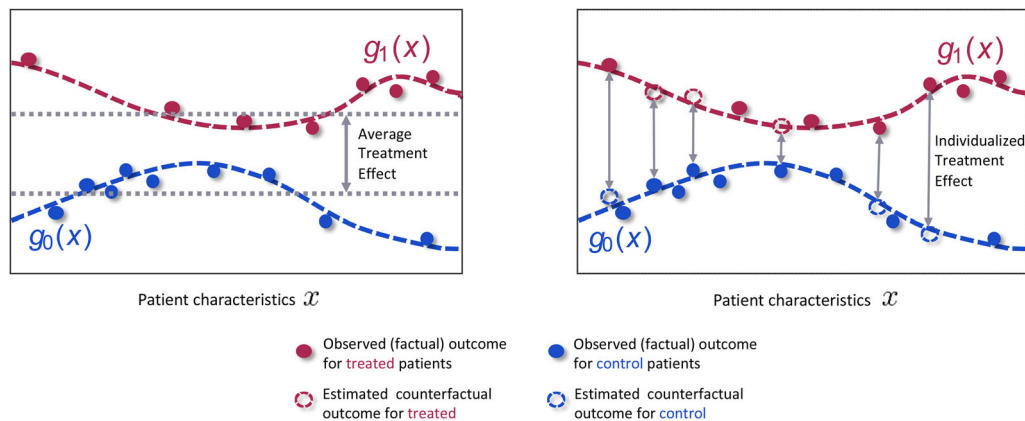 g₁(x)
Average
Treatment
Effect
g₀(x)
Patient characteristics x
g₁(x)
Individualized
Treatment
Effect
g₀(x)
Patient characteristics x
Observed (factual) outcome
for treated patients
Observed (factual) outcome
for control patients
Estimated counterfactual
outcome for treated
Estimated counterfactual
outcome for control